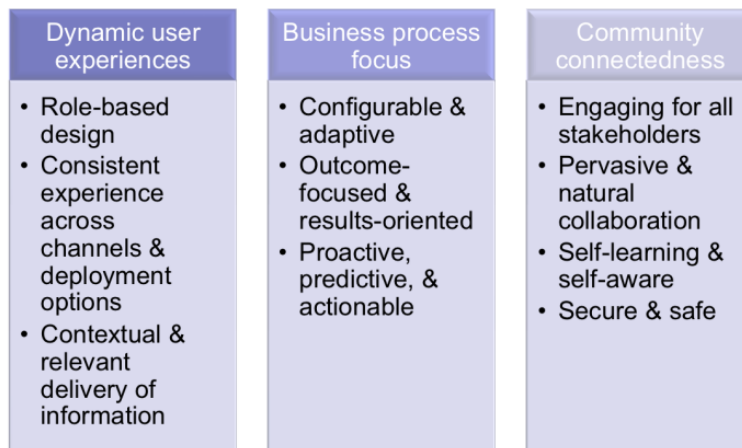 Dynamic user
experiences
• Role-based
design
• Consistent
experience
across
channels &
deployment
options
• Contextual &
relevant
delivery of
information
Business process
focus
• Configurable &
adaptive
• Outcome-
focused &
results-oriented
• Proactive,
predictive, &
actionable
Community
connectedness
• Engaging for all
stakeholders
• Pervasive &
natural
collaboration
• Self-learning &
self-aware
• Secure & safe